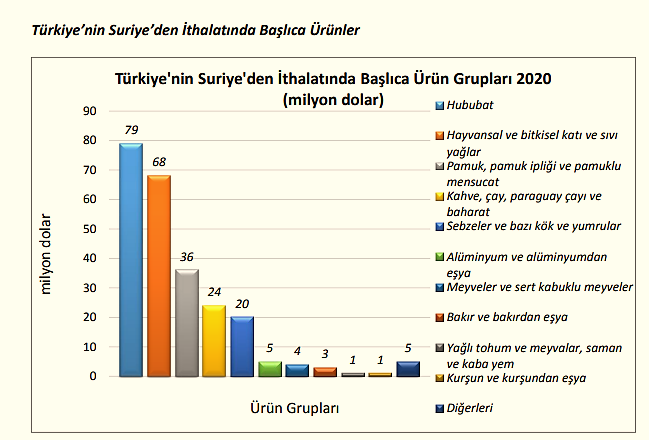 Türkiye’nin Suriye’den İthalatında Başlıca Ürünler
Türkiye'nin Suriye'den İthalatında Başlıca Ürün Grupları 2020
(milyon dolar)
90
80
70
60
50
40
30
20
10
0
milyon dolar
79
68
36
24
20
5
4
3
1
1
5
Ürün Grupları
Hububat
Hayvansal ve bitkisel katı ve sıvı
yağlar
Pamuk, pamuk ipliği ve pamuklu
mensucat
Kahve, çay, paraguay çayı ve
baharat
Sebzeler ve bazı kök ve yumrular
Alüminyum ve alüminyumdan
eşya
Meyveler ve sert kabuklu meyveler
Bakır ve bakırdan eşya
Yağlı tohum ve meyvalar, saman
ve kaba yem
Kurşun ve kurşundan eşya
Diğerleri